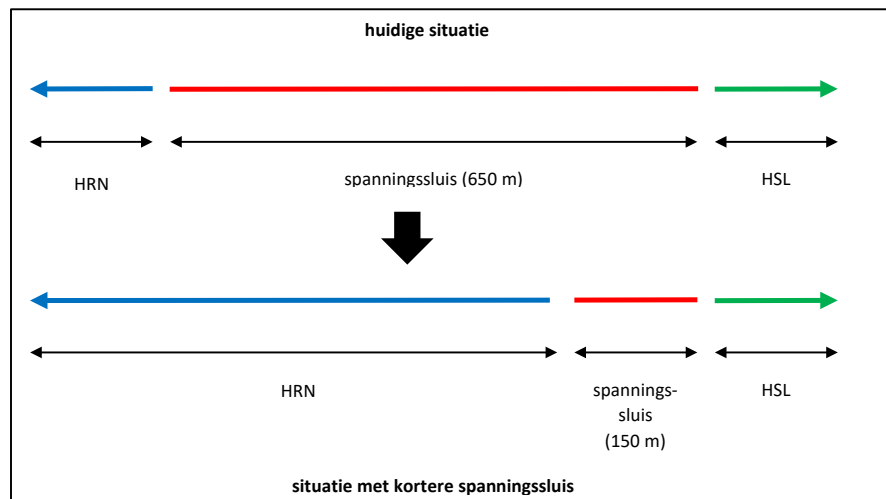 huidige situatie
HRN
spanningssluis (650 m)
HSL
HRN
spannings-
sluis
(150 m)
HSL
situatie met kortere spanningssluis